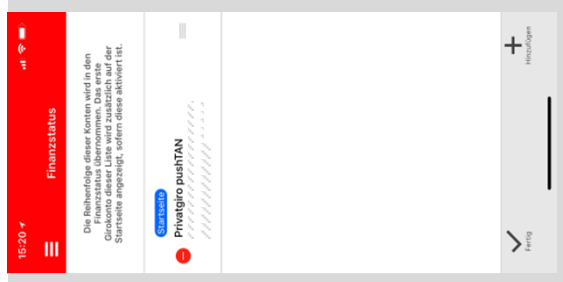 15:20
Finanzstatus
Die Reihenfolge dieser Konten wird in den
Finanzstatus übernommen. Das erste
Girokonto dieser Liste wird zusätzlich auf der
Startseite angezeigt, sofern diese aktiviert ist.
Startseite
Privatgiro pushTAN
Fertig
Hinzufügen